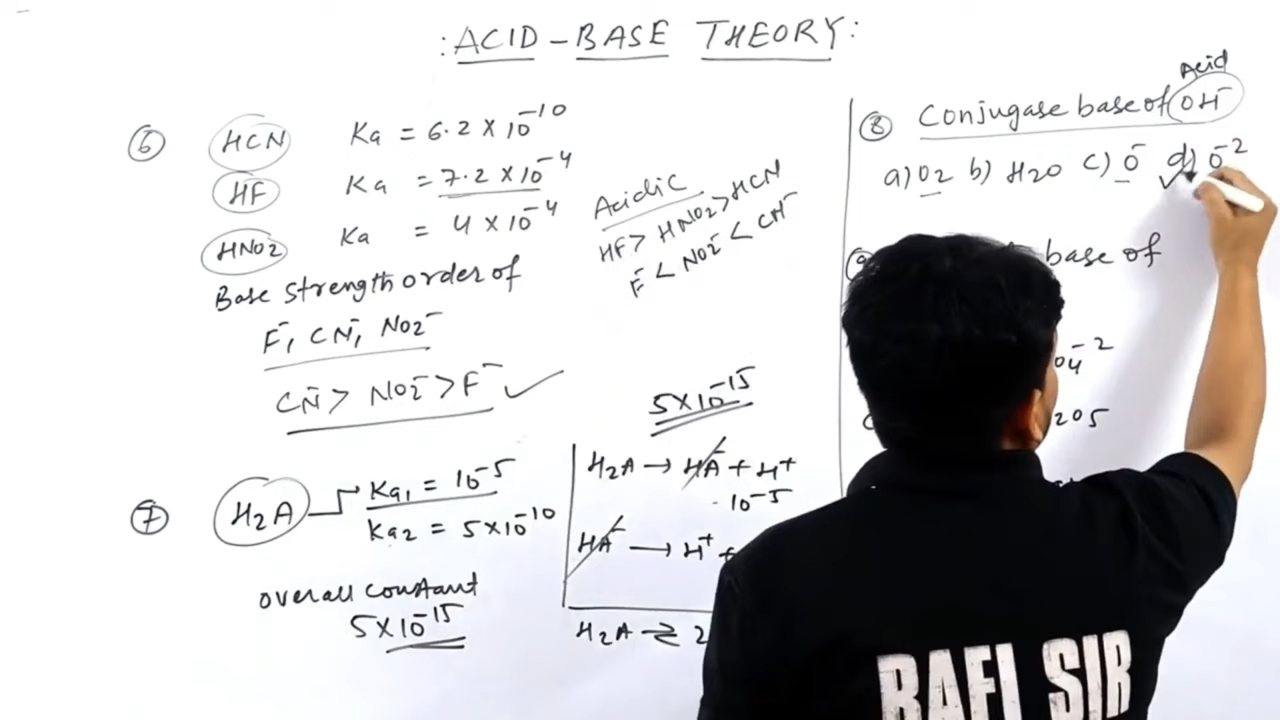 : ACID - BASE THEORY :
⑥ HCN Ka = 6.2 × 10⁻¹⁰
HF Ka = 7.2 × 10⁻⁴
HNO2 Ka = 4 × 10⁻⁴
Base strength order of
F⁻, CN⁻, NO2⁻
CN⁻ > NO2⁻ > F⁻ ✓
Acidic
HF > HNO2 > HCN
F⁻ < NO2⁻ < CN⁻
⑦ H2A Ka1 = 10⁻⁵
Ka2 = 5×10⁻¹⁰
overall constant
5×10⁻¹⁵
5×10⁻¹⁵
H2A → HA⁻ + H⁺
10⁻⁵
HA⁻ → H⁺ +
H2A ⇌ 2
Acid
⑧ Conjugase base of OH⁻
a) O2 b) H2O c) O⁻ d) O⁻²
base of
O4⁻²
2O5
RAFI SIR